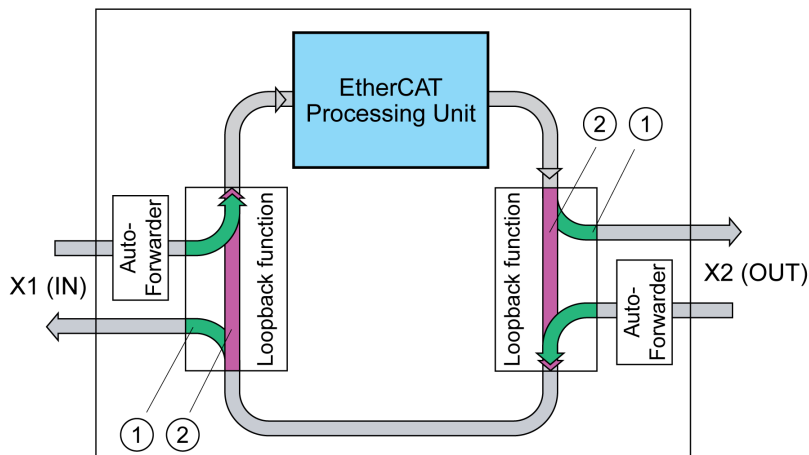 EtherCAT
Processing Unit
2
1
Auto-
Forwarder
Loopback function
X1 (IN)
Loopback function
X2 (OUT)
Auto-
Forwarder
1
2